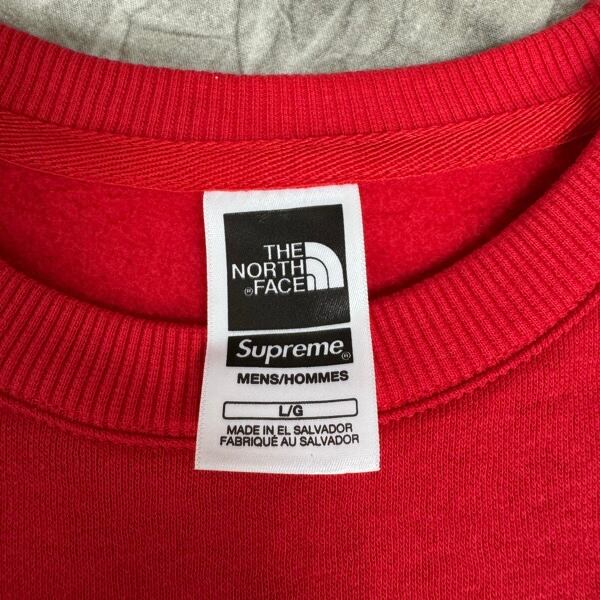 THE
NORTH
®FACE
Supreme®
MENS/HOMMES
L/G
MADE IN EL SALVADOR
FABRIQUÉ AU SALVADOR